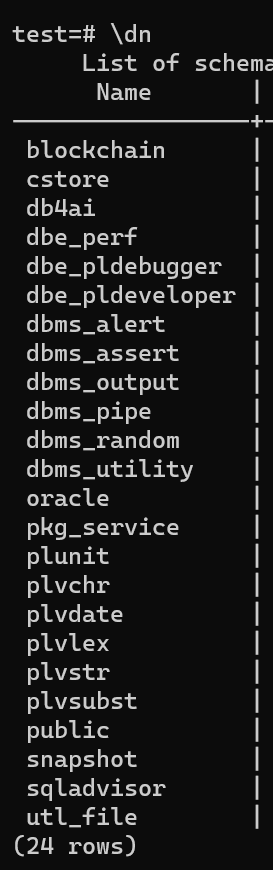 test=# \dn
List of schema
Name |
-----------------+-
blockchain |
cstore |
db4ai |
dbe_perf |
dbe_pldebugger |
dbe_pldeveloper |
dbms_alert |
dbms_assert |
dbms_output |
dbms_pipe |
dbms_random |
dbms_utility |
oracle |
pkg_service |
plunit |
plvchr |
plvdate |
plvlex |
plvstr |
plvsubst |
public |
snapshot |
sqladvisor |
utl_file |
(24 rows)